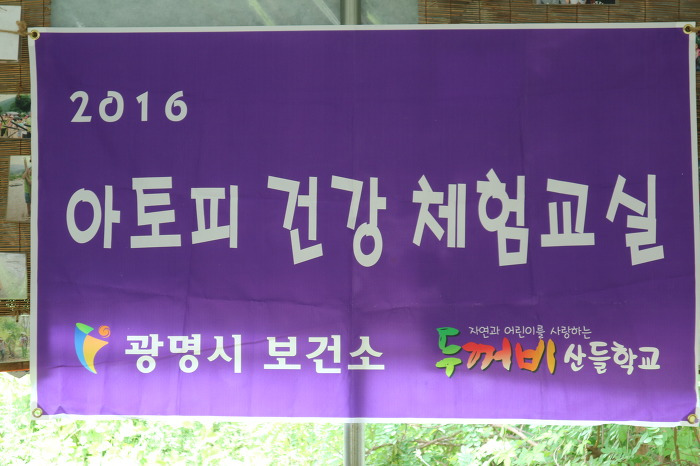 2016
아토피 건강 체험교실
광명시 보건소
자연과 어린이를 사랑하는
두꺼비 산들학교